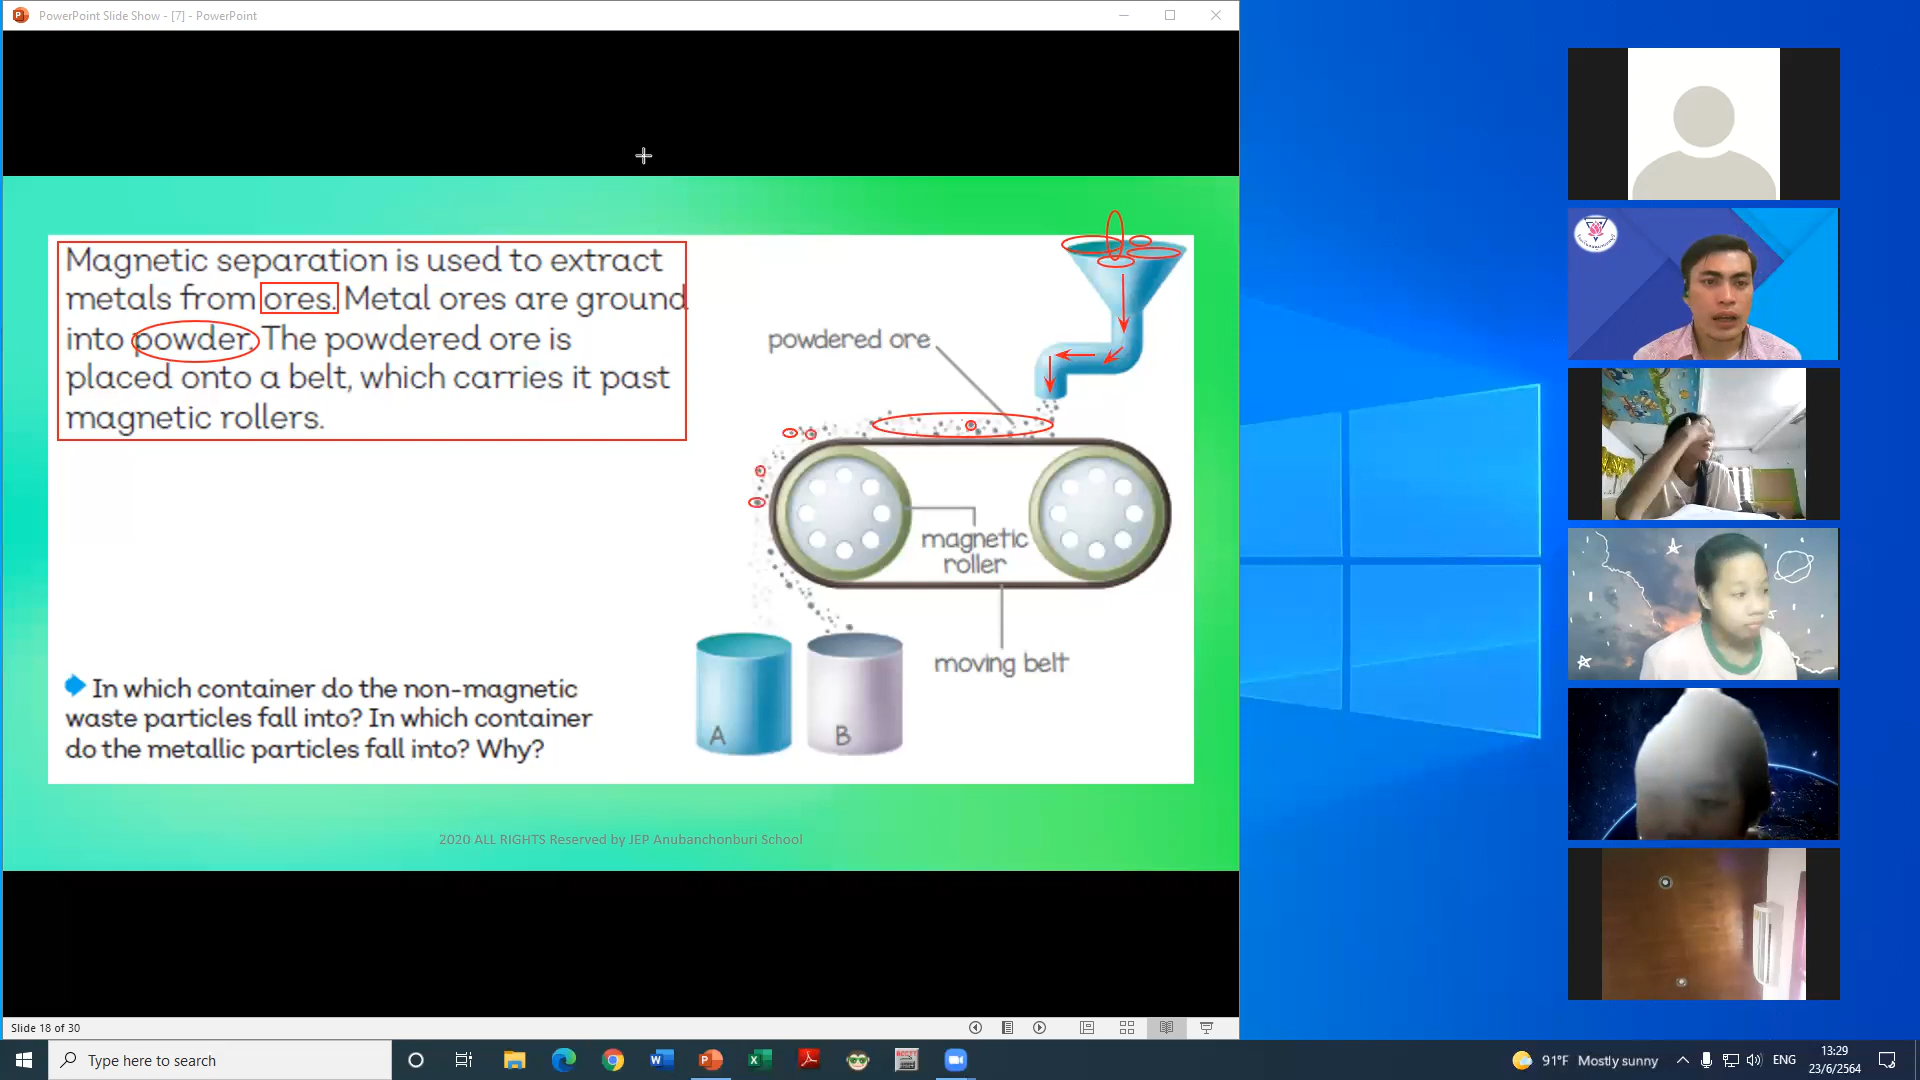 PowerPoint Slide Show - [7] - PowerPoint
Magnetic separation is used to extract
metals from ores. Metal ores are ground
into powder. The powdered ore is
placed onto a belt, which carries it past
magnetic rollers.
powdered ore
magnetic
roller
moving belt
A
B
In which container do the non-magnetic
waste particles fall into? In which container
do the metallic particles fall into? Why?
2020 ALL RIGHTS Reserved by JEP Anubanchonburi School
Slide 18 of 30
Type here to search
91°F Mostly sunny
ENG
13:29
23/6/2564